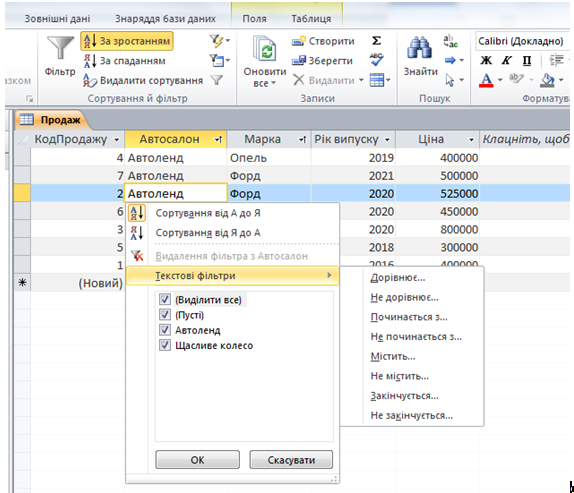 Зовнішні дані Знаряддя бази даних Поля Таблиця
Фільтр
За зростанням
За спаданням
Видалити сортування
Сортування й фільтр
Оновити все
Створити
Зберегти
Видалити
Σ
Записи
Знайти
Пошук
Calibri (Докладно)
Ж К П
А
Форматува
Продаж
КодПродажу Автосалон Марка Рік випуску Ціна Клацніть, щоб
4 Автоленд Опель 2019 400000
7 Автоленд Форд 2021 500000
2 Автоленд Форд 2020 525000
6 2020 450000
3 2020 800000
5 2018 300000
1 2016 400000
(Новий)
Сортування від А до Я
Сортування від Я до А
Видалення фільтра з Автосалон
Текстові фільтри
(Виділити все)
(Пусті)
Автоленд
Щасливе колесо
ОК Скасувати
Дорівнює...
Не дорівнює...
Починається з...
Не починається з...
Містить...
Не містить...
Закінчується...
Не закінчується...